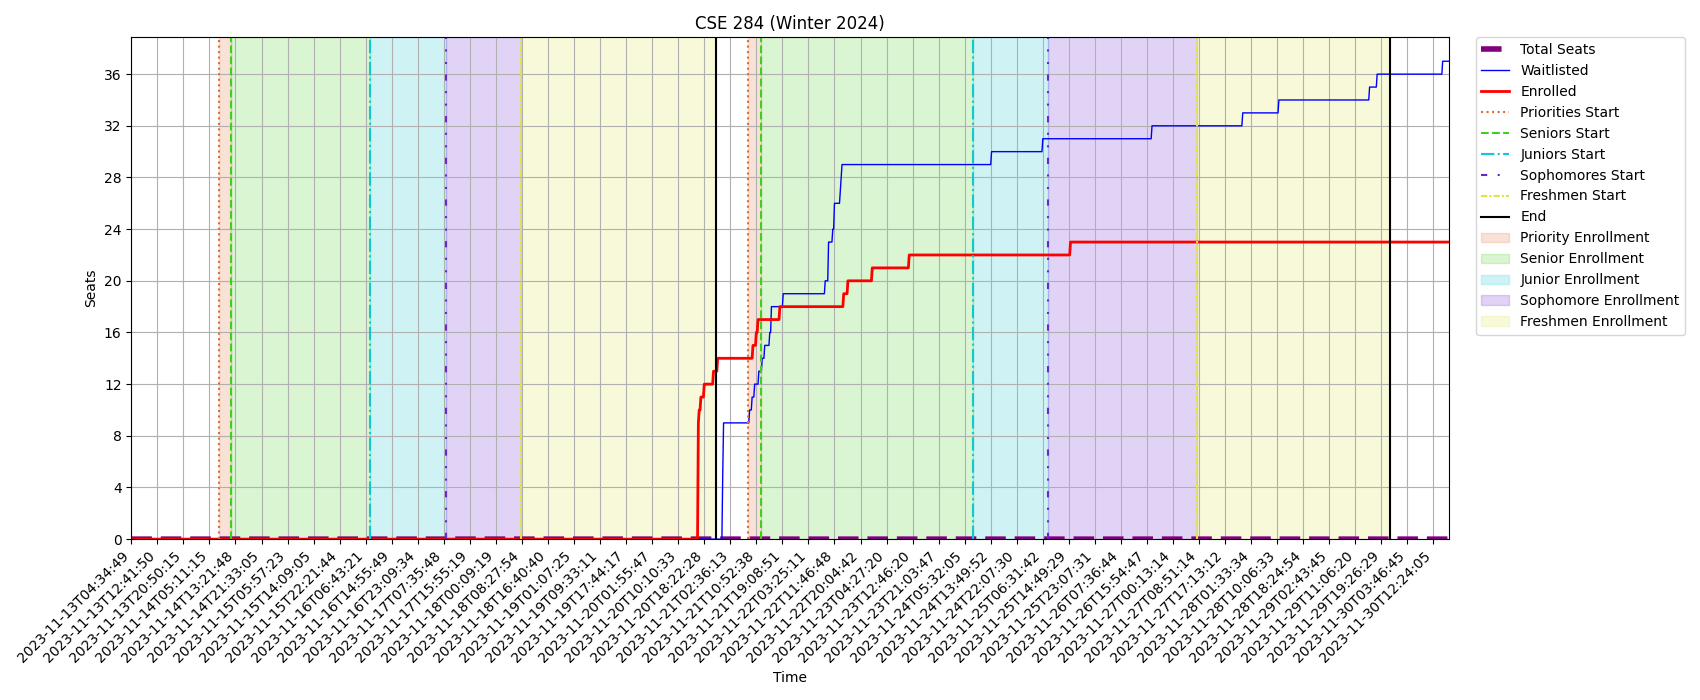 CSE 284 (Winter 2024)
Seats
36
32
28
24
20
16
12
8
4
0
2023-11-13T04:34:49
2023-11-13T12:41:50
2023-11-13T20:50:15
2023-11-14T05:11:15
2023-11-14T13:21:48
2023-11-14T21:33:05
2023-11-15T05:57:23
2023-11-15T14:09:05
2023-11-15T22:21:44
2023-11-16T06:43:21
2023-11-16T14:55:49
2023-11-16T23:09:34
2023-11-17T07:35:48
2023-11-17T15:55:19
2023-11-18T00:09:19
2023-11-18T08:27:54
2023-11-18T16:40:40
2023-11-19T01:07:25
2023-11-19T09:33:11
2023-11-19T17:44:17
2023-11-20T01:55:47
2023-11-20T10:10:33
2023-11-20T18:22:28
2023-11-21T02:36:13
2023-11-21T10:52:38
2023-11-21T19:08:51
2023-11-22T03:25:11
2023-11-22T11:46:48
2023-11-22T20:04:42
2023-11-23T04:27:20
2023-11-23T12:46:20
2023-11-23T21:03:47
2023-11-24T05:32:05
2023-11-24T13:49:52
2023-11-24T22:07:30
2023-11-25T06:31:42
2023-11-25T14:49:29
2023-11-25T23:07:31
2023-11-26T07:36:44
2023-11-26T15:54:47
2023-11-27T00:13:14
2023-11-27T08:51:14
2023-11-27T17:13:12
2023-11-28T01:33:34
2023-11-28T10:06:33
2023-11-28T18:24:54
2023-11-29T02:43:45
2023-11-29T11:06:20
2023-11-29T19:26:29
2023-11-30T03:46:45
2023-11-30T12:24:05
Time
Total Seats
Waitlisted
Enrolled
Priorities Start
Seniors Start
Juniors Start
Sophomores Start
Freshmen Start
End
Priority Enrollment
Senior Enrollment
Junior Enrollment
Sophomore Enrollment
Freshmen Enrollment